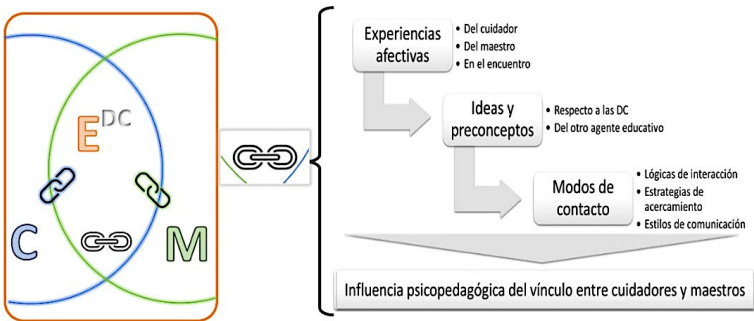 E DC
C
M
Experiencias
afectivas
• Del cuidador
• Del maestro
• En el encuentro
Ideas y
preconceptos
• Respecto a las DC
• Del otro agente educativo
Modos de
contacto
• Lógicas de interacción
• Estrategias de
acercamiento
• Estilos de comunicación
Influencia psicopedagógica del vínculo entre cuidadores y maestros